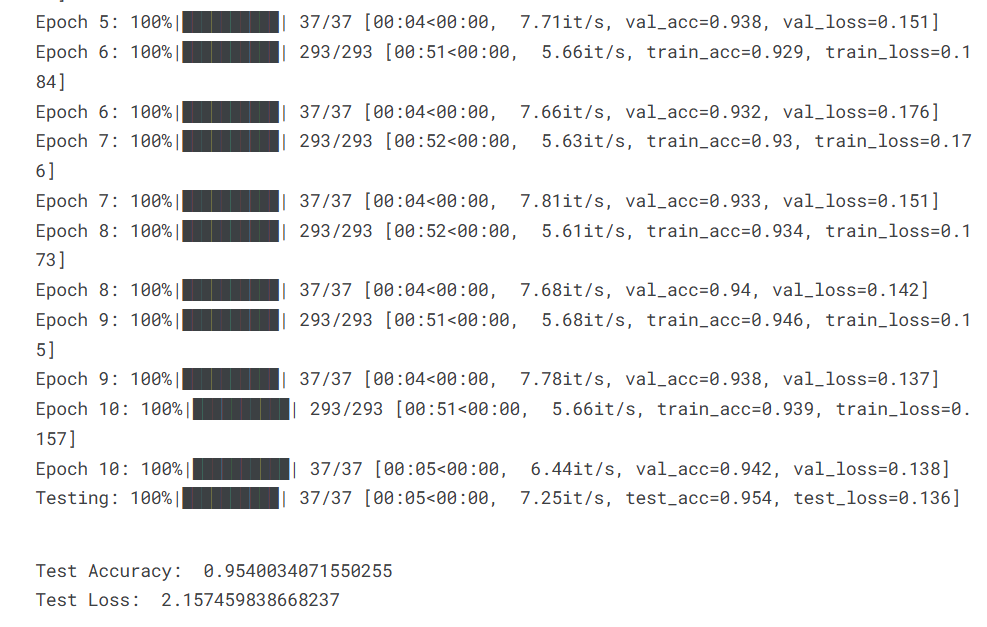 Epoch 5: 100%|██████████| 37/37 [00:04<00:00,  7.71it/s, val_acc=0.938, val_loss=0.151]
Epoch 6: 100%|██████████| 293/293 [00:51<00:00,  5.66it/s, train_acc=0.929, train_loss=0.1
84]
Epoch 6: 100%|██████████| 37/37 [00:04<00:00,  7.66it/s, val_acc=0.932, val_loss=0.176]
Epoch 7: 100%|██████████| 293/293 [00:52<00:00,  5.63it/s, train_acc=0.93, train_loss=0.17
6]
Epoch 7: 100%|██████████| 37/37 [00:04<00:00,  7.81it/s, val_acc=0.933, val_loss=0.151]
Epoch 8: 100%|██████████| 293/293 [00:52<00:00,  5.61it/s, train_acc=0.934, train_loss=0.1
73]
Epoch 8: 100%|██████████| 37/37 [00:04<00:00,  7.68it/s, val_acc=0.94, val_loss=0.142]
Epoch 9: 100%|██████████| 293/293 [00:51<00:00,  5.68it/s, train_acc=0.946, train_loss=0.1
5]
Epoch 9: 100%|██████████| 37/37 [00:04<00:00,  7.78it/s, val_acc=0.938, val_loss=0.137]
Epoch 10: 100%|██████████| 293/293 [00:51<00:00,  5.66it/s, train_acc=0.939, train_loss=0.
157]
Epoch 10: 100%|██████████| 37/37 [00:05<00:00,  6.44it/s, val_acc=0.942, val_loss=0.138]
Testing: 100%|██████████| 37/37 [00:05<00:00,  7.25it/s, test_acc=0.954, test_loss=0.136]
Test Accuracy:  0.9540034071550255
Test Loss:  2.157459838668237